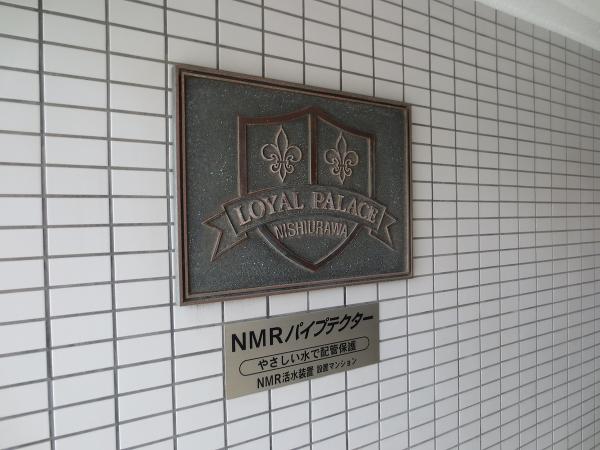 LOYAL PALACE
NISHIURAWA
NMRパイプテクター
やさしい水で配管保護
NMR活水装置 設置マンション